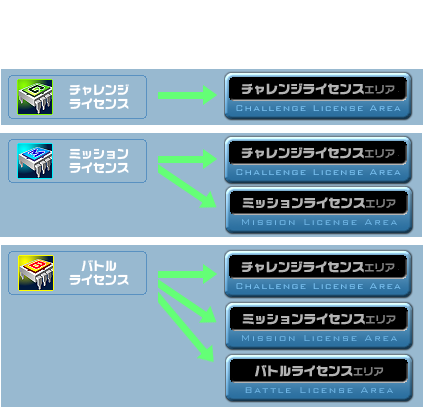 チャレンジ
ライセンス
チャレンジライセンスエリア
CHALLENGE LICENSE AREA
ミッション
ライセンス
チャレンジライセンスエリア
CHALLENGE LICENSE AREA
ミッションライセンスエリア
MISSION LICENSE AREA
バトル
ライセンス
チャレンジライセンスエリア
CHALLENGE LICENSE AREA
ミッションライセンスエリア
MISSION LICENSE AREA
バトルライセンスエリア
BATTLE LICENSE AREA